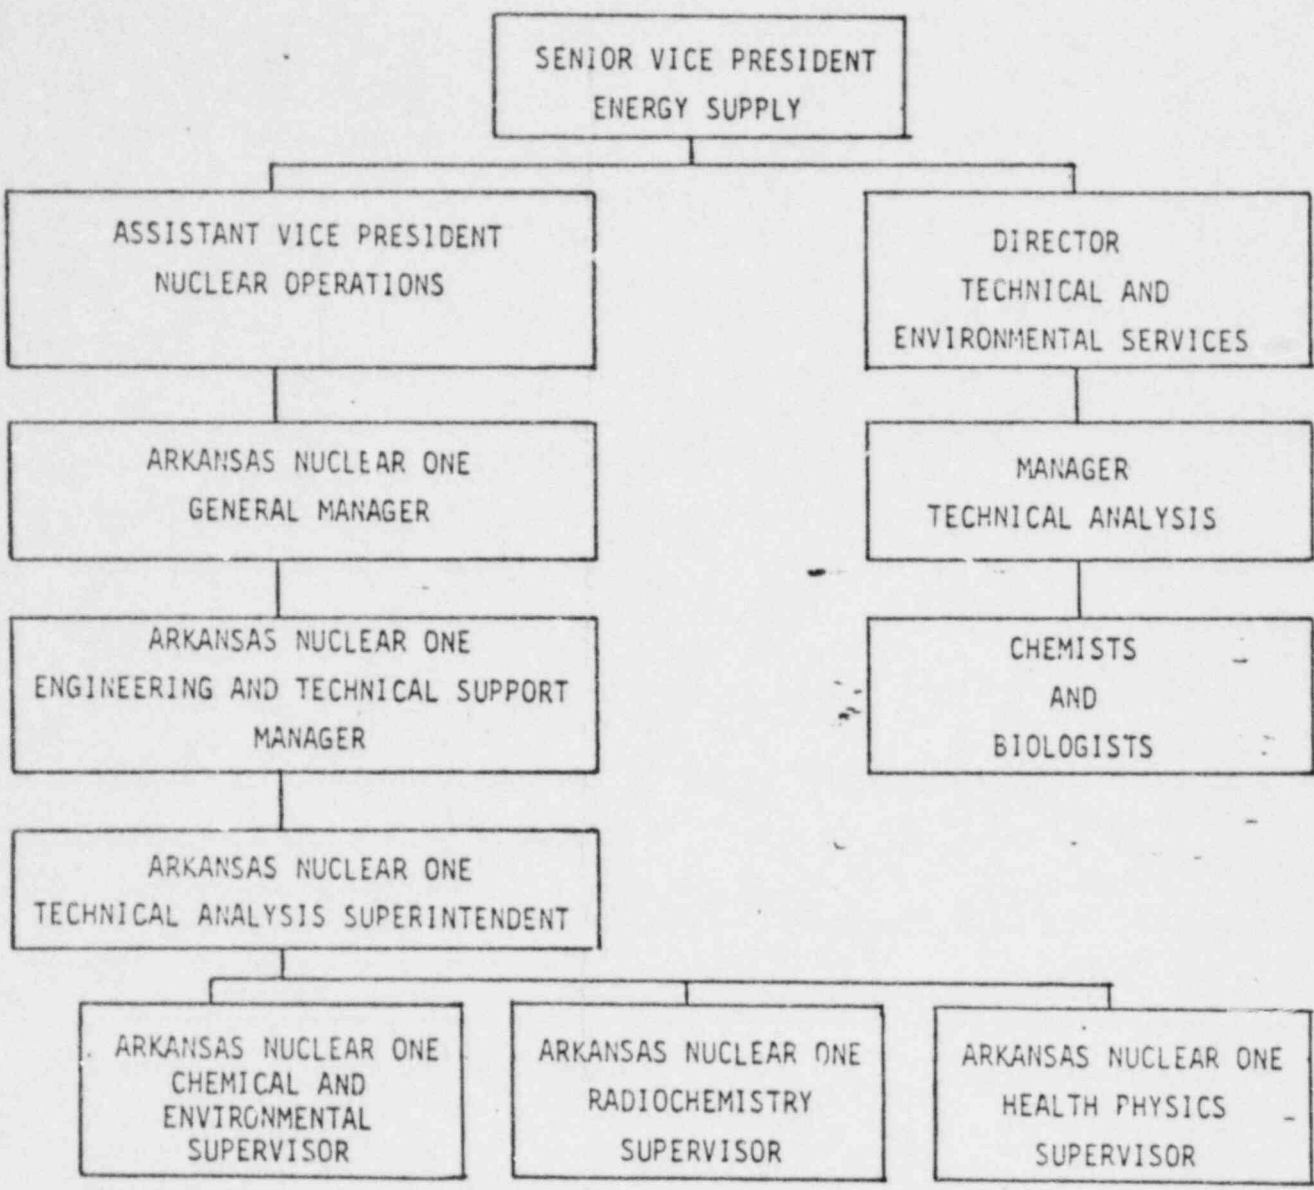 SENIOR VICE PRESIDENT
ENERGY SUPPLY
ASSISTANT VICE PRESIDENT
NUCLEAR OPERATIONS
DIRECTOR
TECHNICAL AND
ENVIRONMENTAL SERVICES
ARKANSAS NUCLEAR ONE
GENERAL MANAGER
MANAGER
TECHNICAL ANALYSIS
ARKANSAS NUCLEAR ONE
ENGINEERING AND TECHNICAL SUPPORT
MANAGER
CHEMISTS
AND
BIOLOGISTS
ARKANSAS NUCLEAR ONE
TECHNICAL ANALYSIS SUPERINTENDENT
ARKANSAS NUCLEAR ONE
CHEMICAL AND
ENVIRONMENTAL
SUPERVISOR
ARKANSAS NUCLEAR ONE
RADIOCHEMISTRY
SUPERVISOR
ARKANSAS NUCLEAR ONE
HEALTH PHYSICS
SUPERVISOR